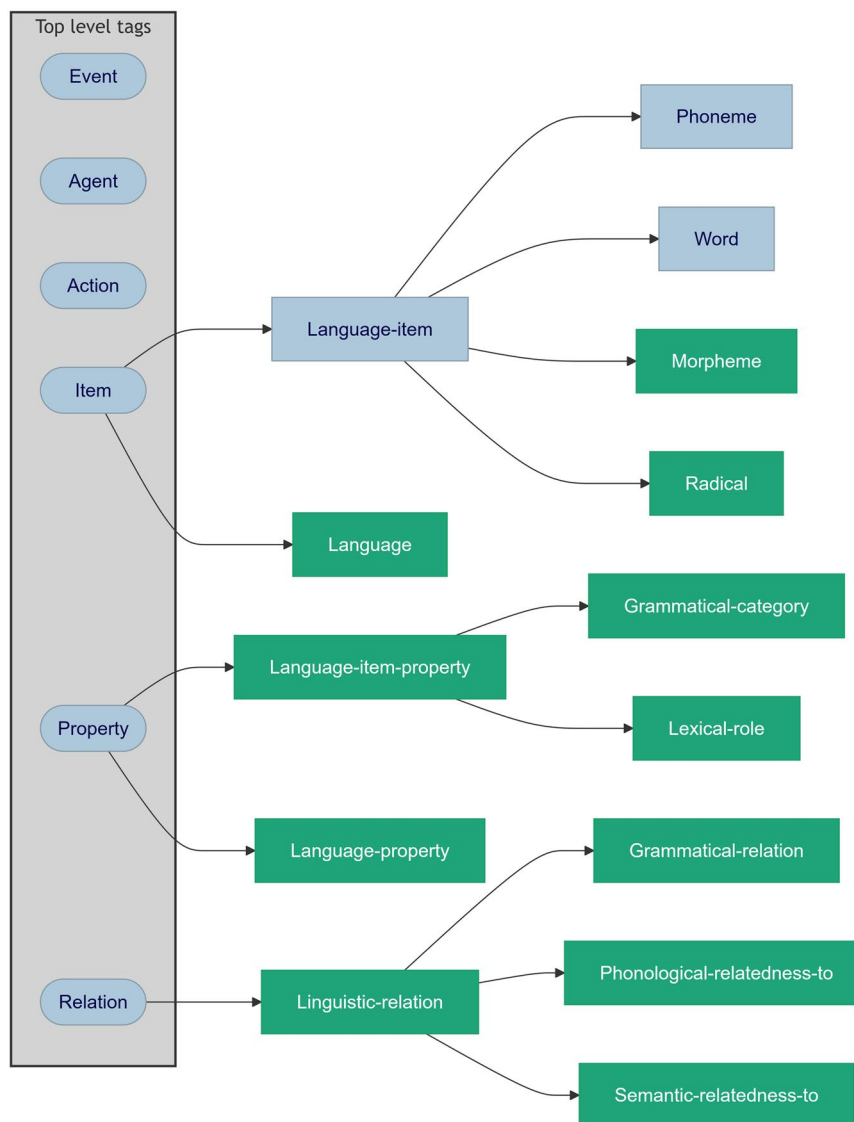 Top level tags
Event
Agent
Action
Item
Property
Relation
Language-item
Language
Language-item-property
Language-property
Linguistic-relation
Phoneme
Word
Morpheme
Radical
Grammatical-category
Lexical-role
Grammatical-relation
Phonological-relatedness-to
Semantic-relatedness-to